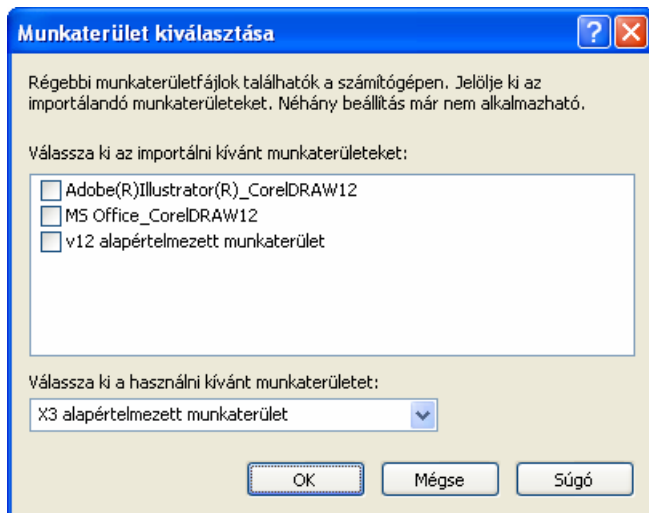 Munkaterület kiválasztása
Régebbi munkaterületfájlok találhatók a számítógépen. Jelölje ki az
importálandó munkaterületeket. Néhány beállítás már nem alkalmazható.
Válassza ki az importálni kívánt munkaterületeket:
Adobe(R)Illustrator(R)_CorelDRAW12
MS Office_CorelDRAW12
v12 alapértelmezett munkaterület
Válassza ki a használni kívánt munkaterületet:
X3 alapértelmezett munkaterület
OK Mégse Súgó